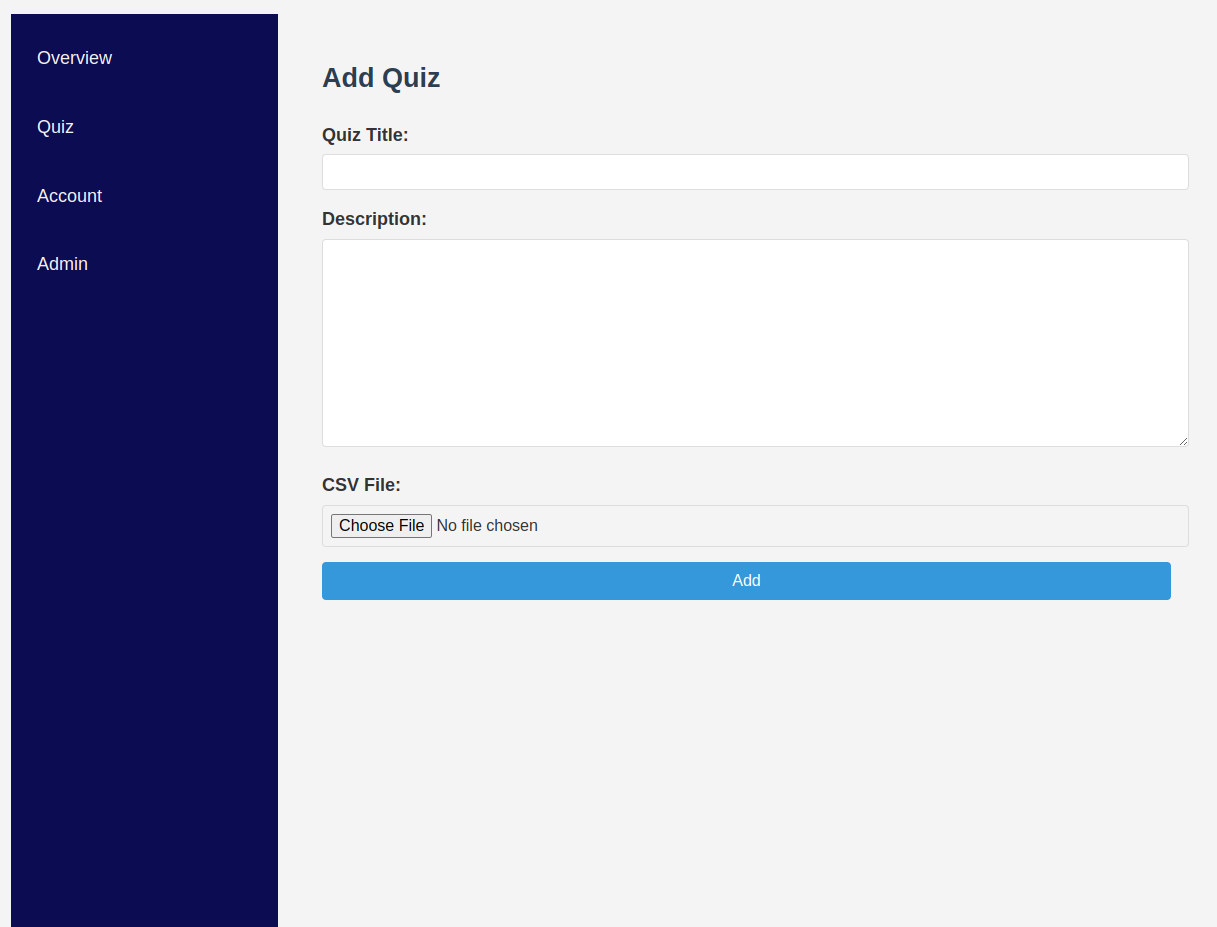 Overview
Quiz
Account
Admin
Add Quiz
Quiz Title:
Description:
CSV File:
Choose File No file chosen
Add